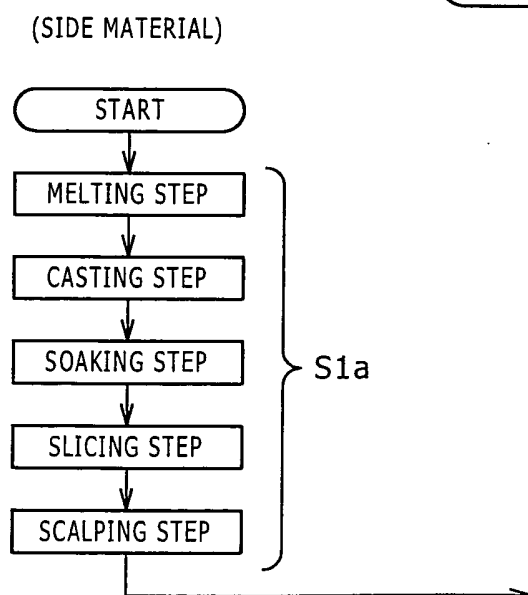 (SIDE MATERIAL)
START
MELTING STEP
CASTING STEP
SOAKING STEP
S1a
SLICING STEP
SCALPING STEP